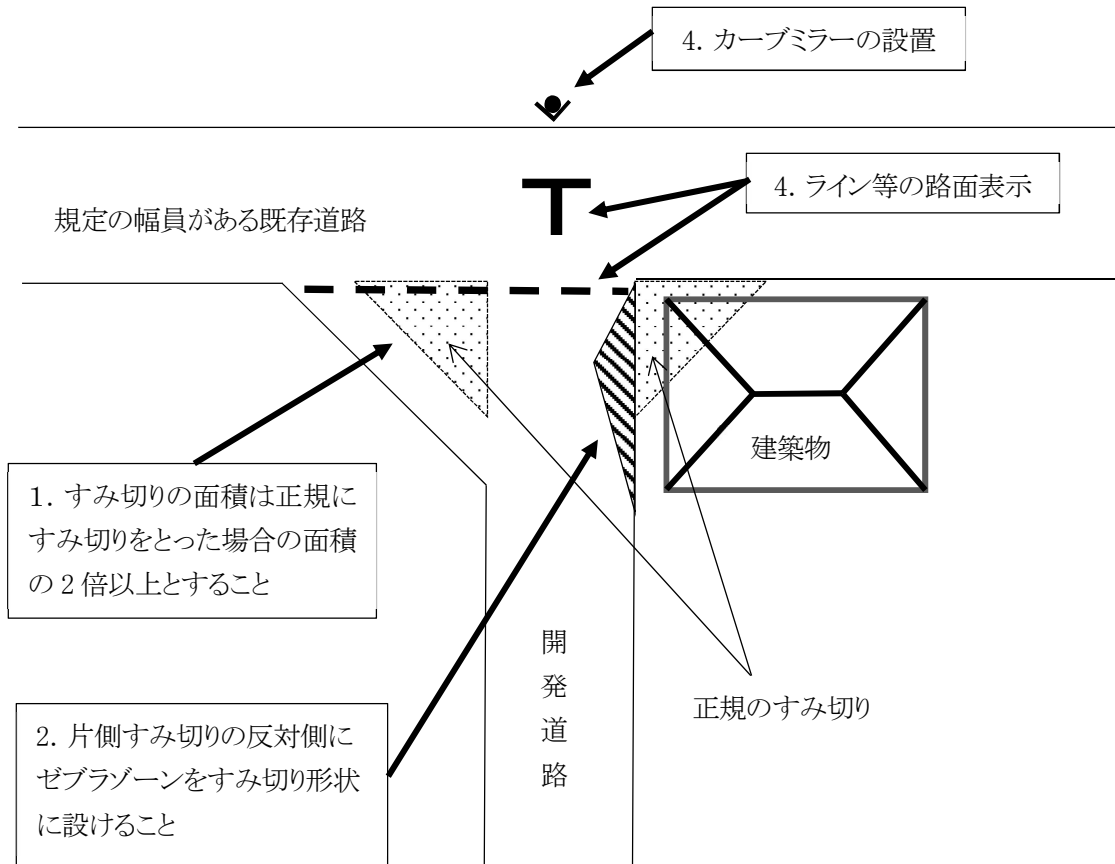 4. カーブミラーの設置
4. ライン等の路面表示
規定の幅員がある既存道路
建築物
1. すみ切りの面積は正規に
すみ切りをとった場合の面積
の2倍以上とすること
開発道路
正規のすみ切り
2. 片側すみ切りの反対側に
ゼブラゾーンをすみ切り形状
に設けること